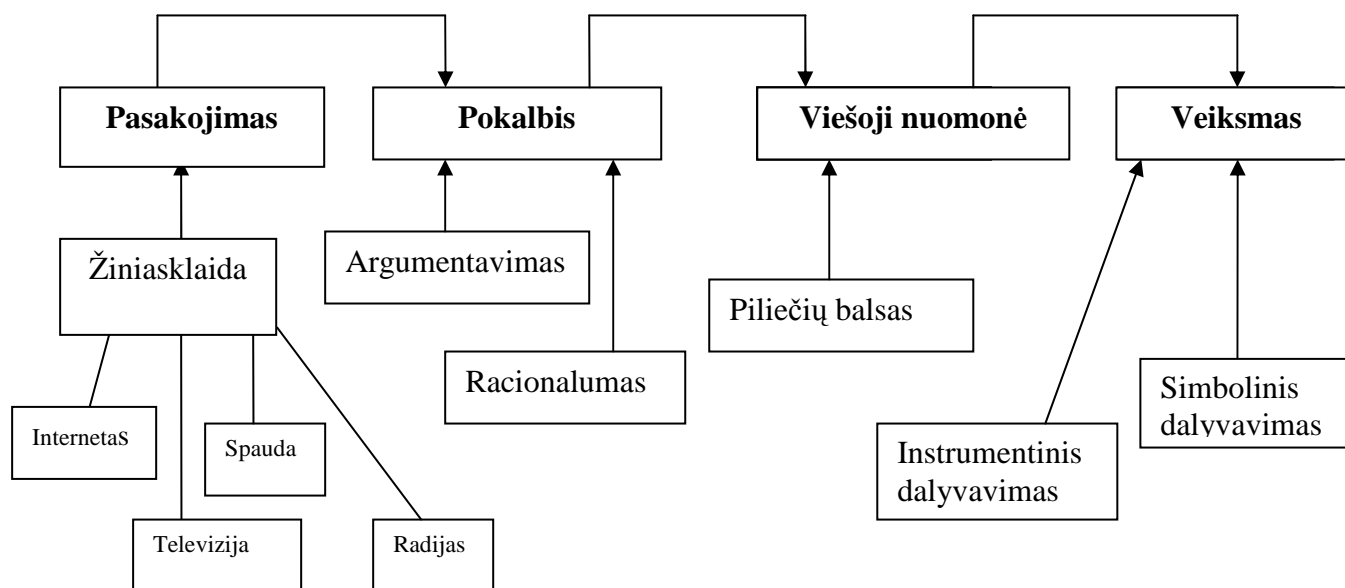 Pasakojimas
Pokalbis
Viešoji nuomonė
Veiksmas
Žiniasklaida
Argumentavimas
Piliečių balsas
Racionalumas
Simbolinis
dalyvavimas
Internetas
Spauda
Instrumentinis
dalyvavimas
Televizija
Radijas